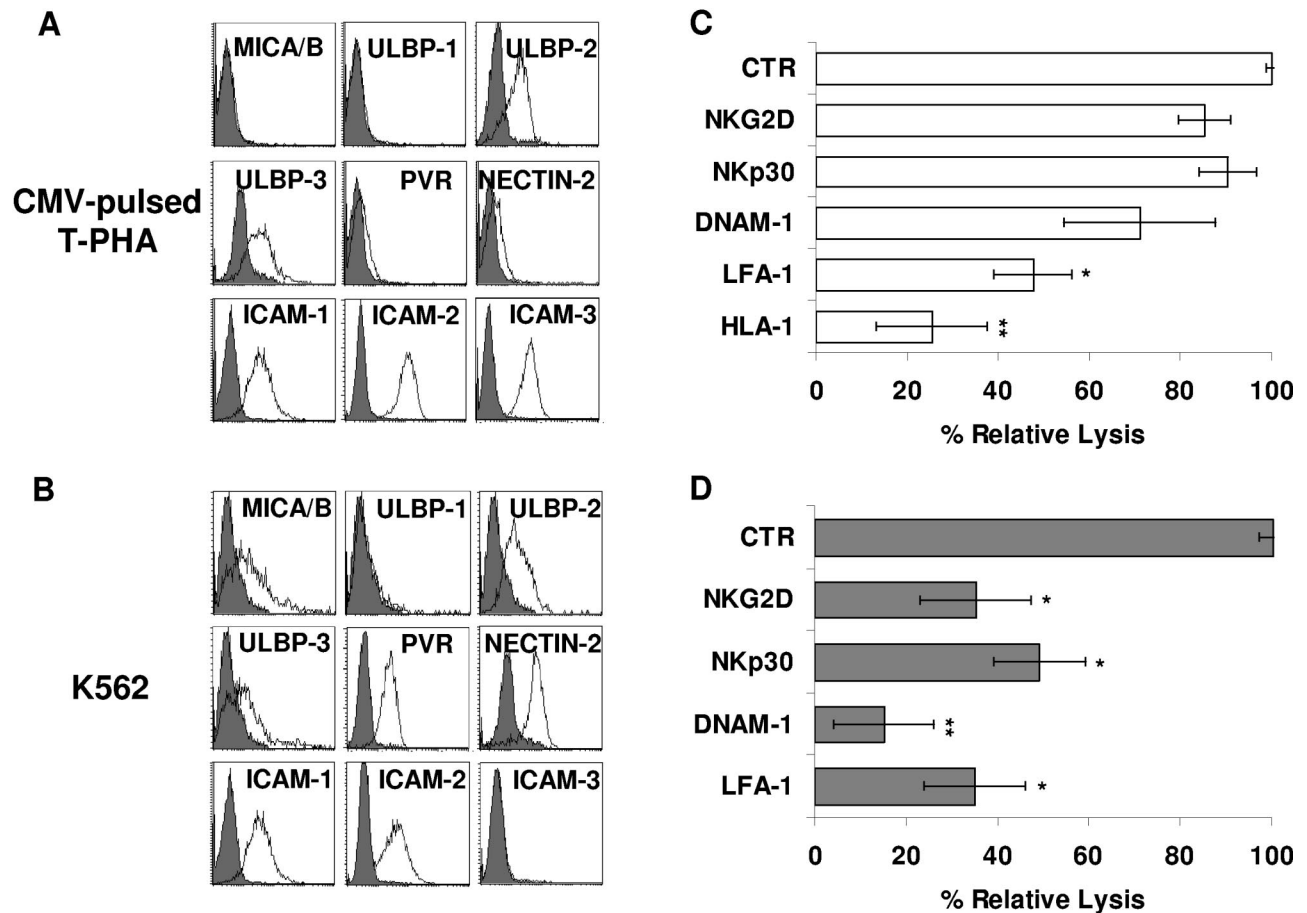 A
MICA/B
ULBP-1
ULBP-2
CMV-pulsed
T-PHA
ULBP-3
PVR
NECTIN-2
ICAM-1
ICAM-2
ICAM-3
B
MICA/B
ULBP-1
ULBP-2
K562
ULBP-3
PVR
NECTIN-2
ICAM-1
ICAM-2
ICAM-3
C
CTR
NKG2D
NKp30
DNAM-1
LFA-1
*
HLA-1
**
0 20 40 60 80 100
% Relative Lysis
D
CTR
NKG2D
*
NKp30
*
DNAM-1
**
LFA-1
*
0 20 40 60 80 100
% Relative Lysis